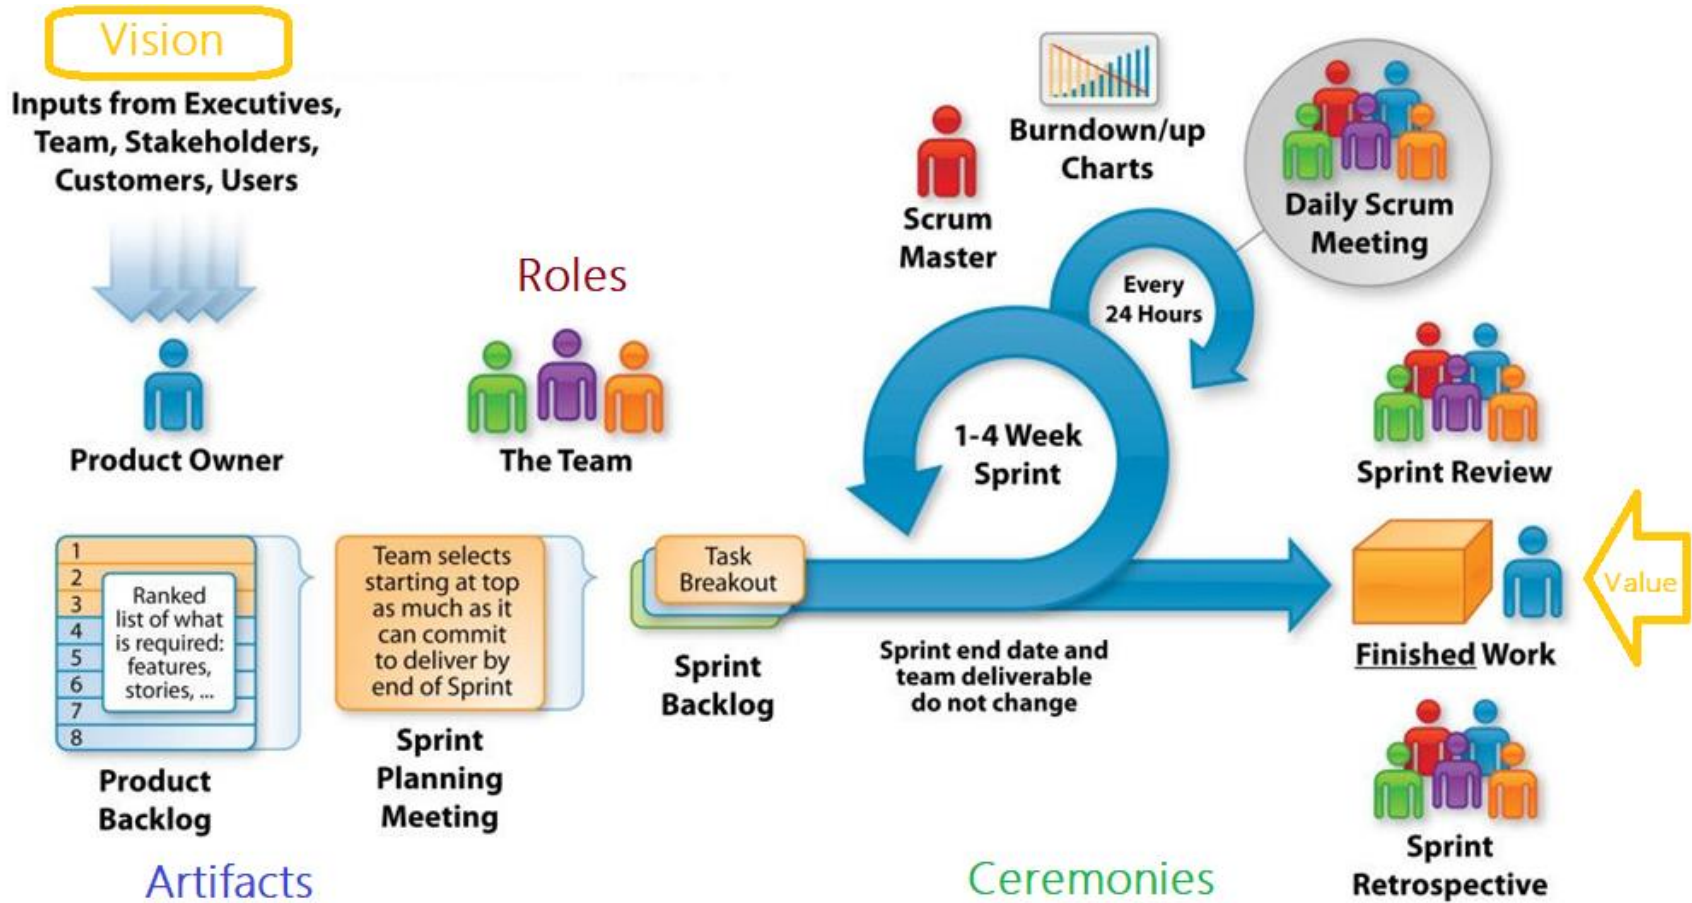 Vision
Inputs from Executives,
Team, Stakeholders,
Customers, Users
Product Owner
Roles
The Team
Scrum
Master
Burndown/up
Charts
Daily Scrum
Meeting
Every
24 Hours
1-4 Week
Sprint
Sprint Review
1
2
3
4
5
6
7
8
Ranked
list of what
is required:
features,
stories, ...
Product
Backlog
Team selects
starting at top
as much as it
can commit
to deliver by
end of Sprint
Sprint
Planning
Meeting
Task
Breakout
Sprint
Backlog
Sprint end date and
team deliverable
do not change
Finished Work
Value
Sprint
Retrospective
Artifacts
Ceremonies